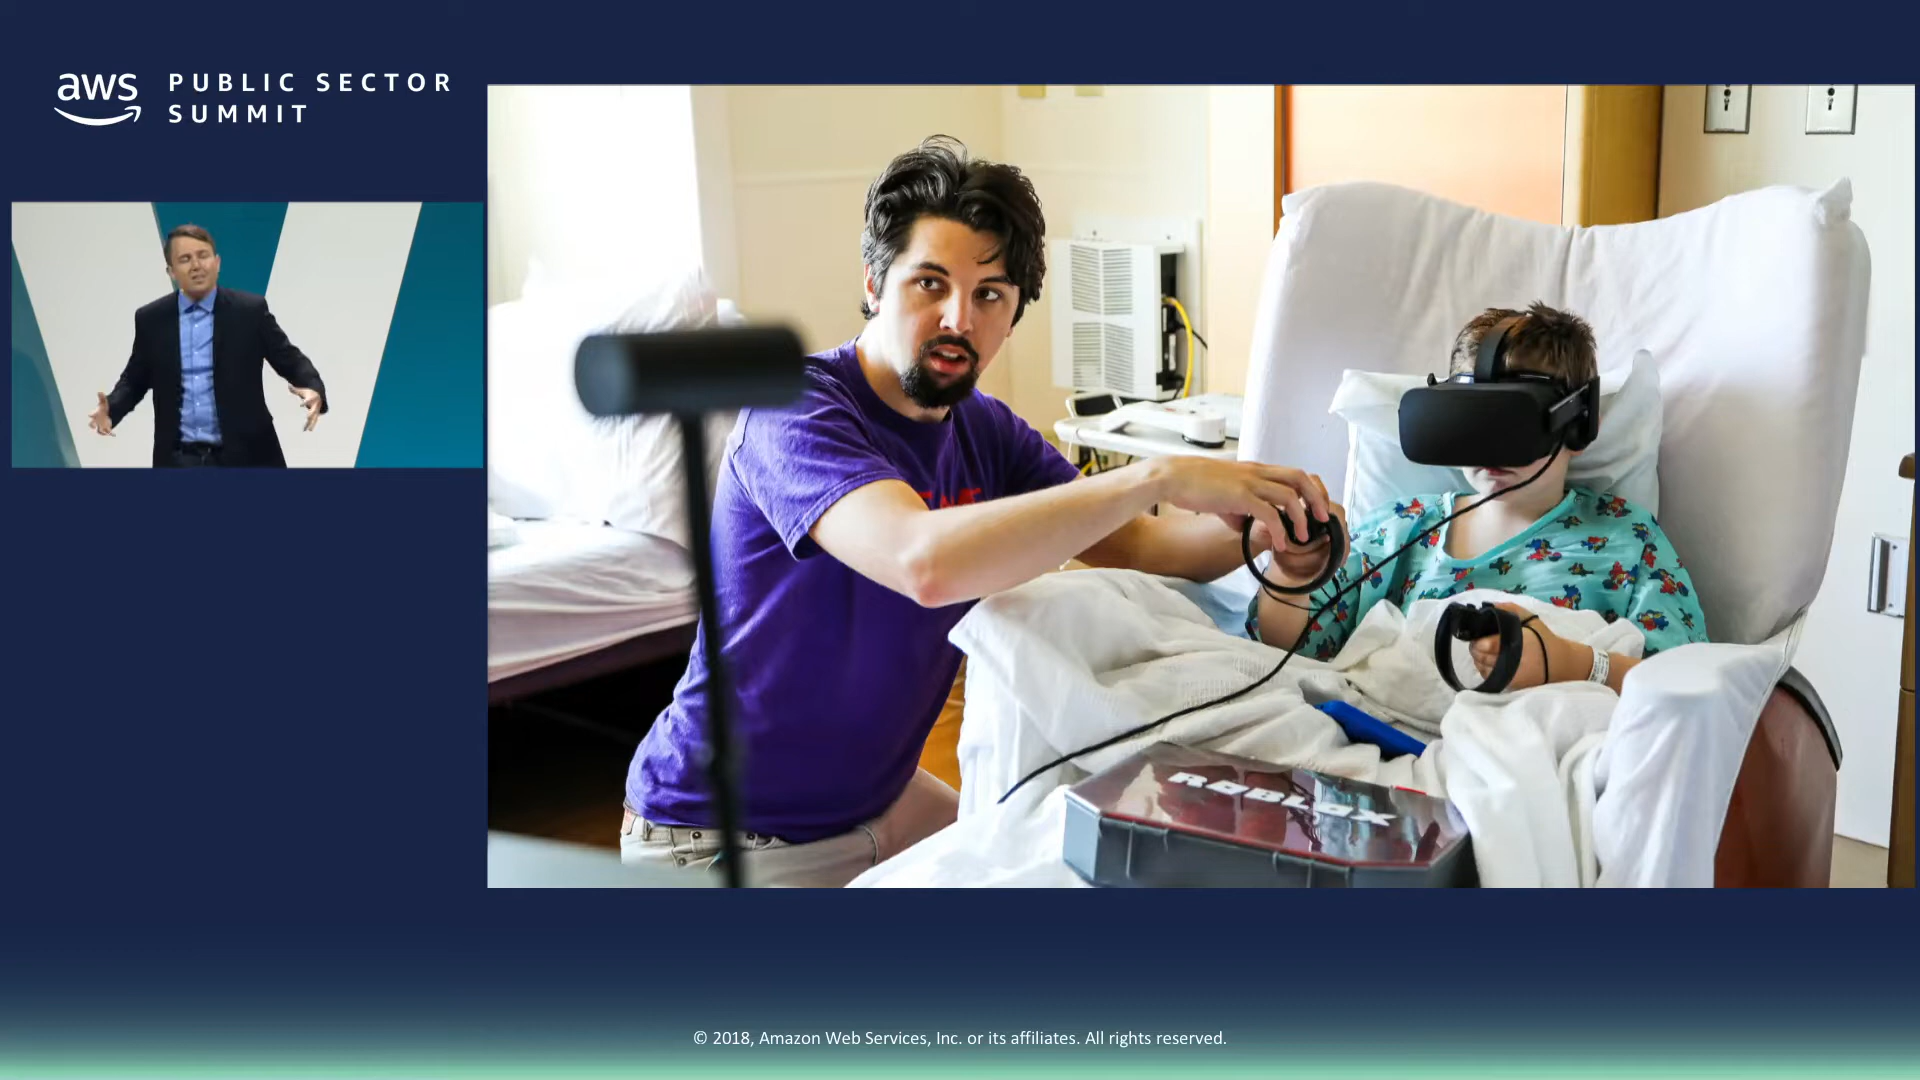 aws PUBLIC SECTOR
SUMMIT
ROBLOX
© 2018, Amazon Web Services, Inc. or its affiliates. All rights reserved.